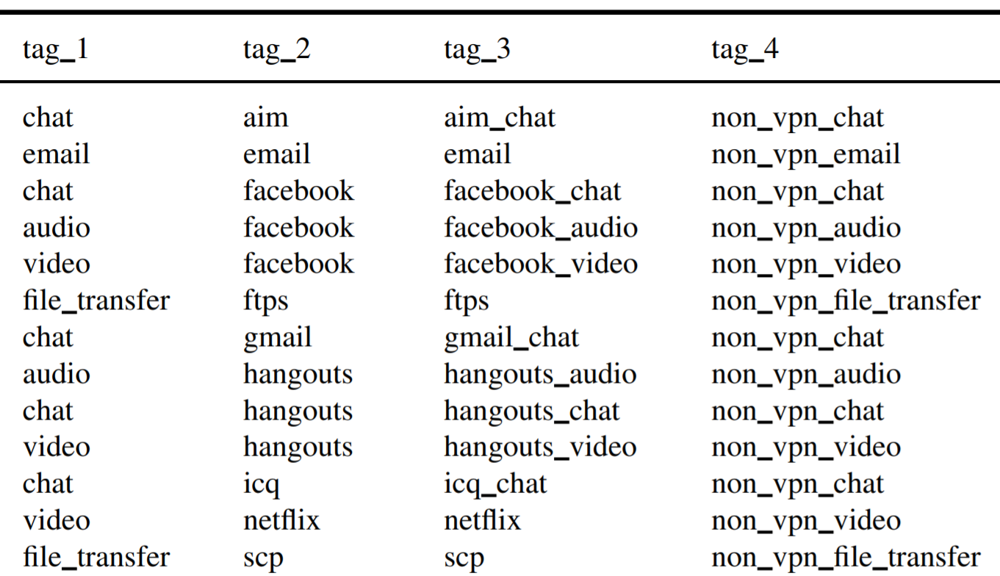 tag_1 tag_2 tag_3 tag_4
chat aim aim_chat non_vpn_chat
email email email non_vpn_email
chat facebook facebook_chat non_vpn_chat
audio facebook facebook_audio non_vpn_audio
video facebook facebook_video non_vpn_video
file_transfer ftps ftps non_vpn_file_transfer
chat gmail gmail_chat non_vpn_chat
audio hangouts hangouts_audio non_vpn_audio
chat hangouts hangouts_chat non_vpn_chat
video hangouts hangouts_video non_vpn_video
chat icq icq_chat non_vpn_chat
video netflix netflix non_vpn_video
file_transfer scp scp non_vpn_file_transfer